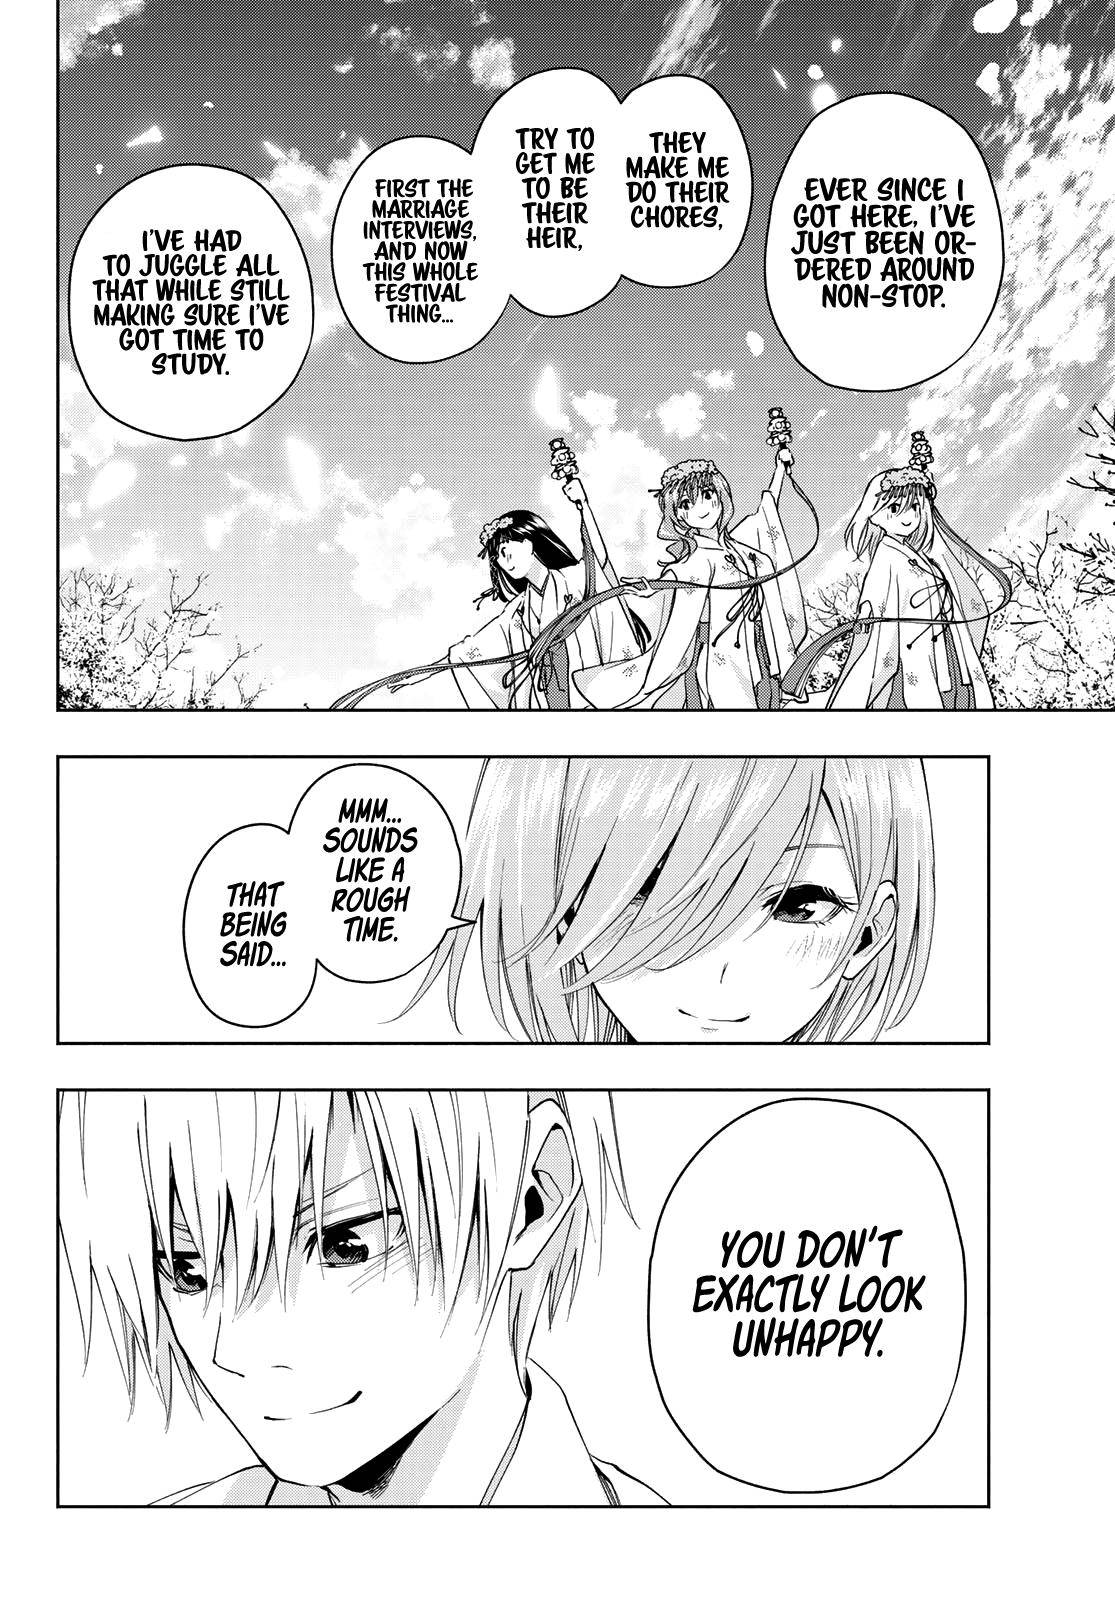 EVER SINCE I
GOT HERE, I'VE
JUST BEEN OR-
DERED AROUND
NON-STOP.
THEY
MAKE ME
DO THEIR
CHORES,
TRY TO
GET ME
TO BE
THEIR
HEIR,
FIRST THE
MARRIAGE
INTERVIEWS,
AND NOW
THIS WHOLE
FESTIVAL
THING...
I'VE HAD
TO JUGGLE ALL
THAT WHILE STILL
MAKING SURE I'VE
GOT TIME TO
STUDY.
MMM...
SOUNDS
LIKE A
ROUGH
TIME.
THAT
BEING
SAID...
YOU DON'T
EXACTLY LOOK
UNHAPPY.